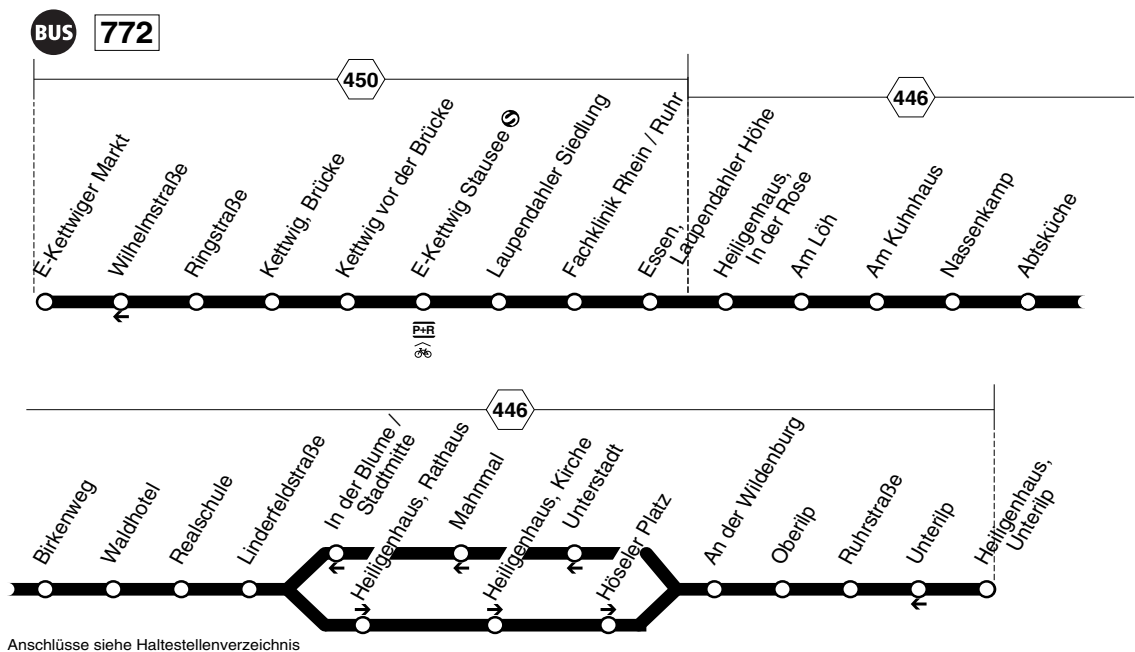 BUS 772
450
446
E-Kettwiger Markt
Wilhelmstraße
Ringstraße
Kettwig, Brücke
Kettwig vor der Brücke
E-Kettwig Stausee S
Laupendahler Siedlung
Fachklinik Rhein / Ruhr
Essen,
Laupendahler Höhe
Heiligenhaus,
In der Rose
Am Löh
Am Kuhnhaus
Nassenkamp
Abtsküche
P+R
446
Birkenweg
Waldhotel
Realschule
Linderfeldstraße
In der Blume /
Stadtmitte
Heiligenhaus, Rathaus
Mahnmal
Heiligenhaus, Kirche
Unterstadt
Höseler Platz
An der Wildenburg
Oberilp
Ruhrstraße
Unterilp
Heiligenhaus,
Unterilp
Anschlüsse siehe Haltestellenverzeichnis